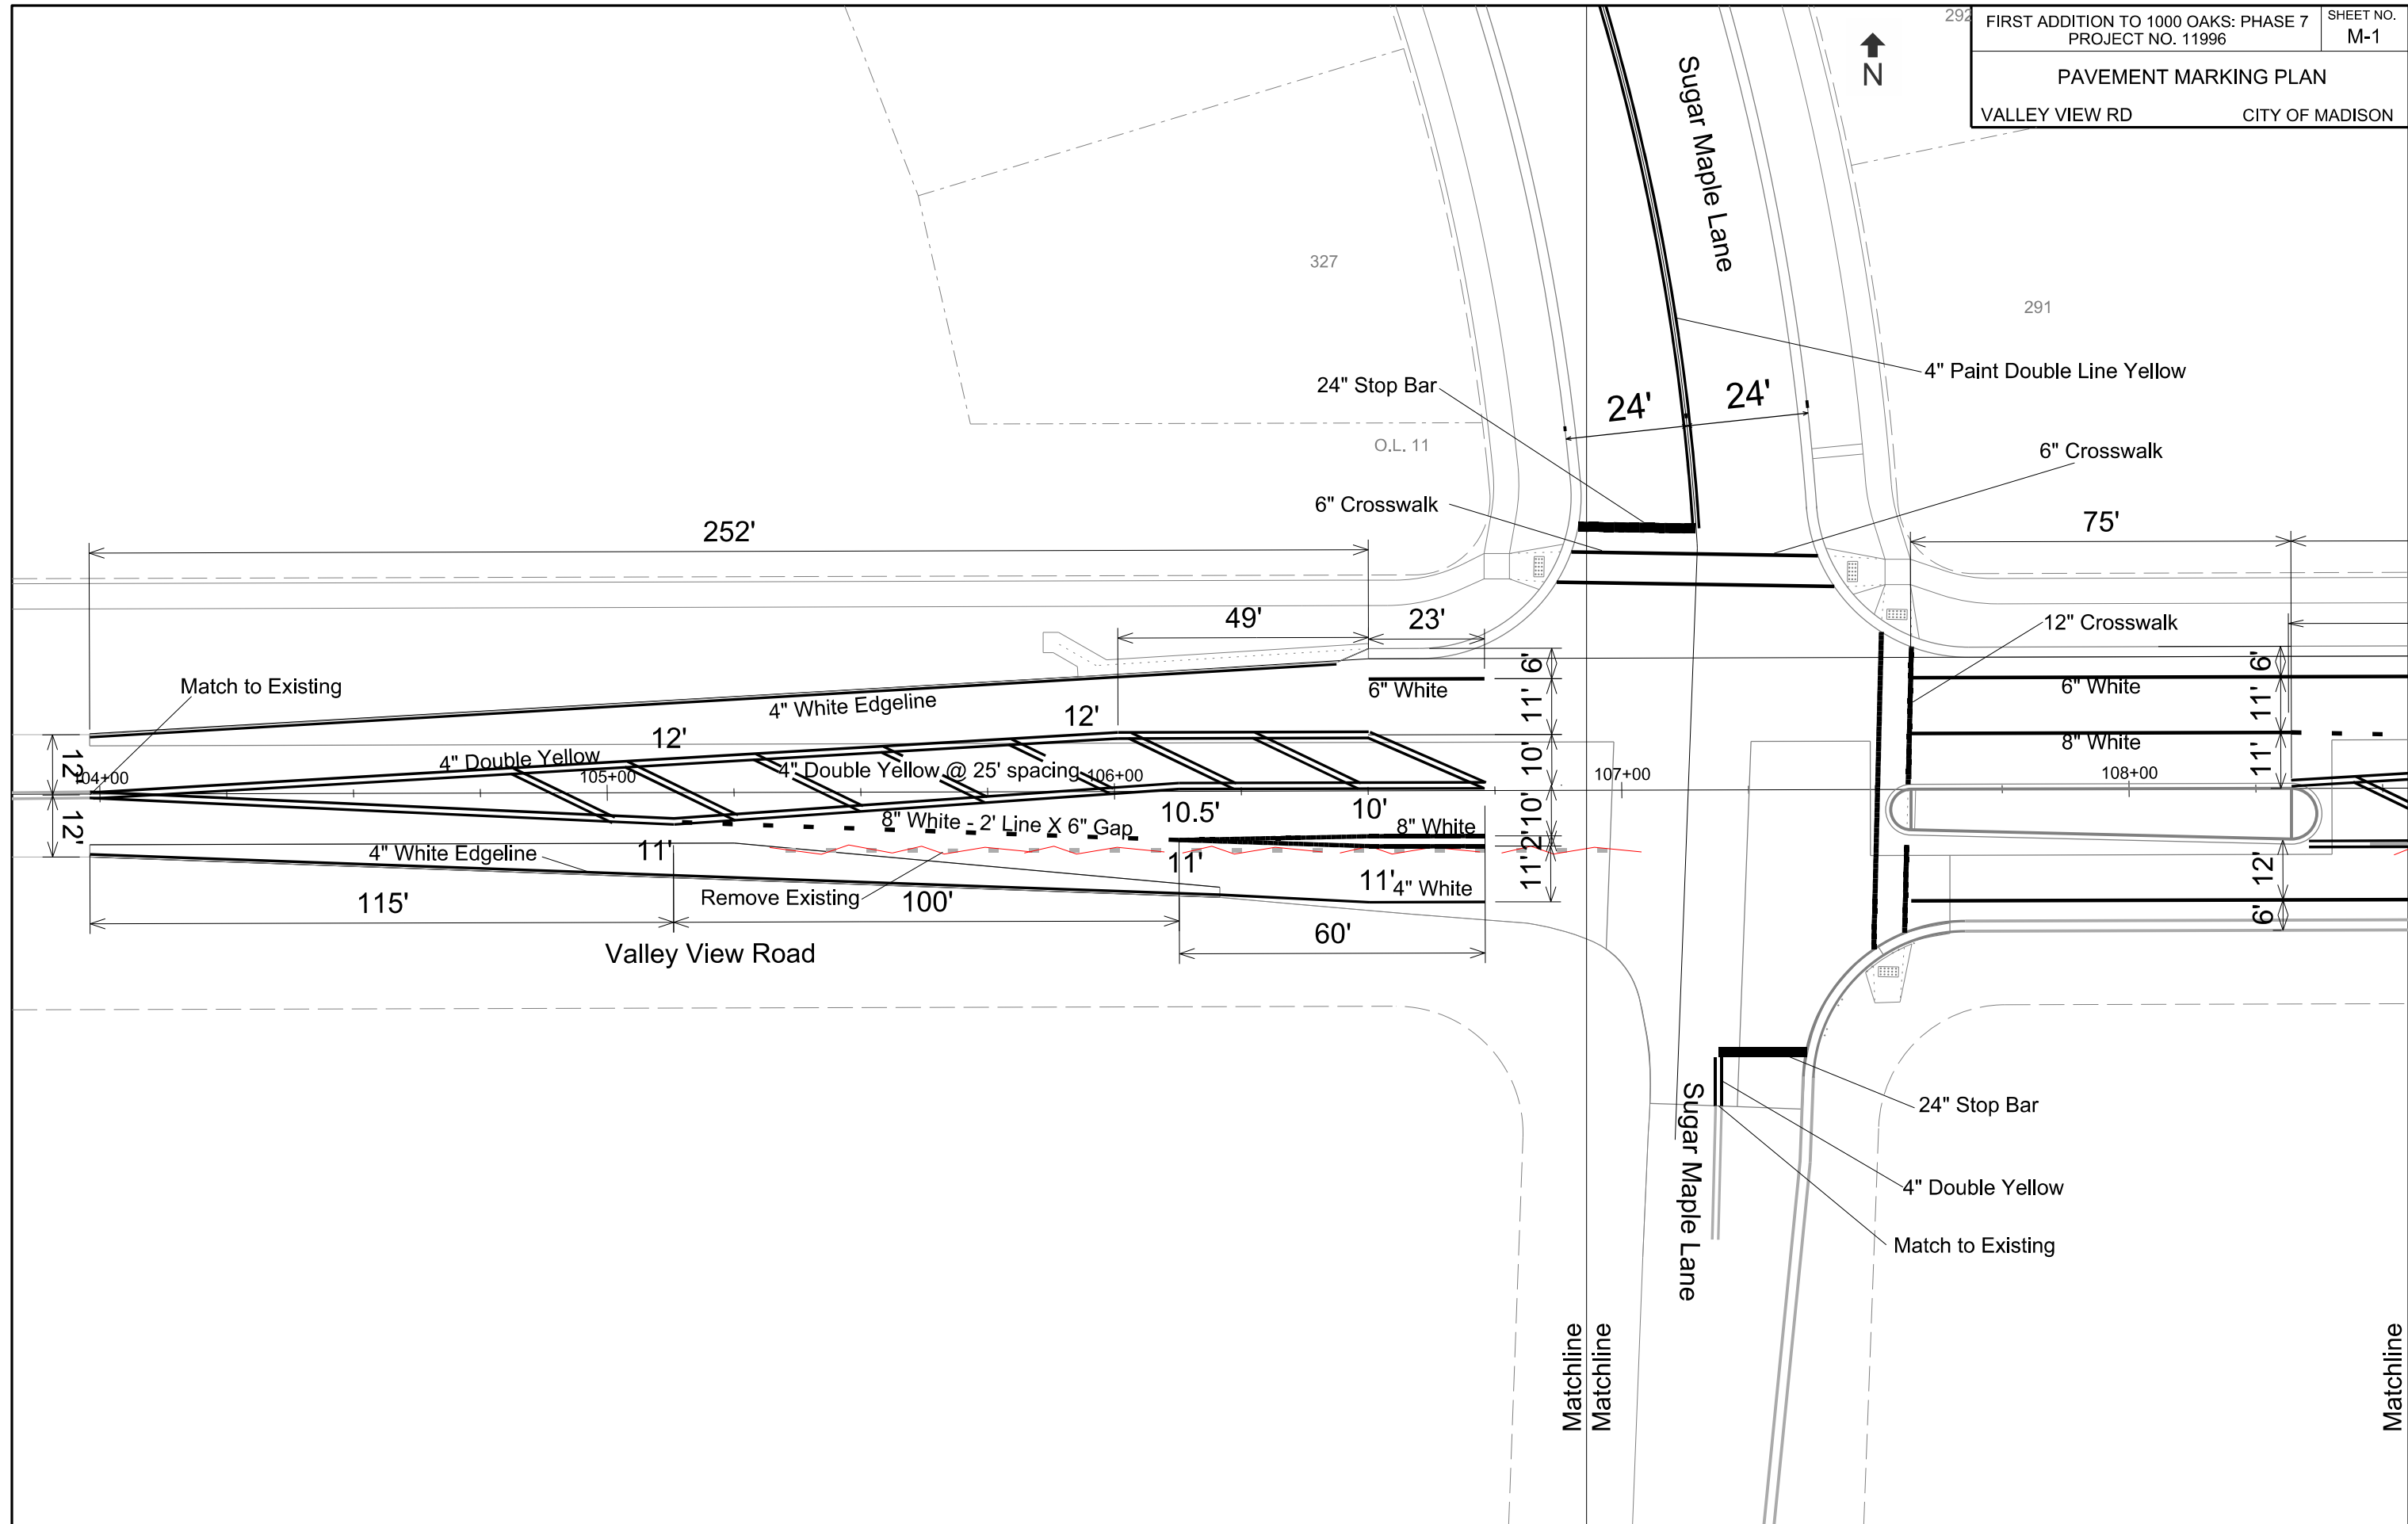 292
FIRST ADDITION TO 1000 OAKS: PHASE 7
PROJECT NO. 11996
SHEET NO.
M-1
PAVEMENT MARKING PLAN
VALLEY VIEW RD
CITY OF MADISON
N
Sugar Maple Lane
327
291
24" Stop Bar
24'
24'
4" Paint Double Line Yellow
O.L. 11
6" Crosswalk
6" Crosswalk
252'
75'
49'
23'
12" Crosswalk
Match to Existing
4" White Edgeline
6" White
6'
11'
10'
10'
2'
11'
6" White
8" White
6'
11'
11'
12'
12'
4" Double Yellow
12'
12'
104+00
105+00
4" Double Yellow @ 25' spacing
106+00
107+00
108+00
10.5'
10'
8" White - 2' Line X 6" Gap
8" White
4" White Edgeline
11'
11'
11'
4" White
12'
6'
Remove Existing
115'
100'
60'
Valley View Road
24" Stop Bar
Sugar Maple Lane
4" Double Yellow
Match to Existing
Matchline
Matchline
Matchline